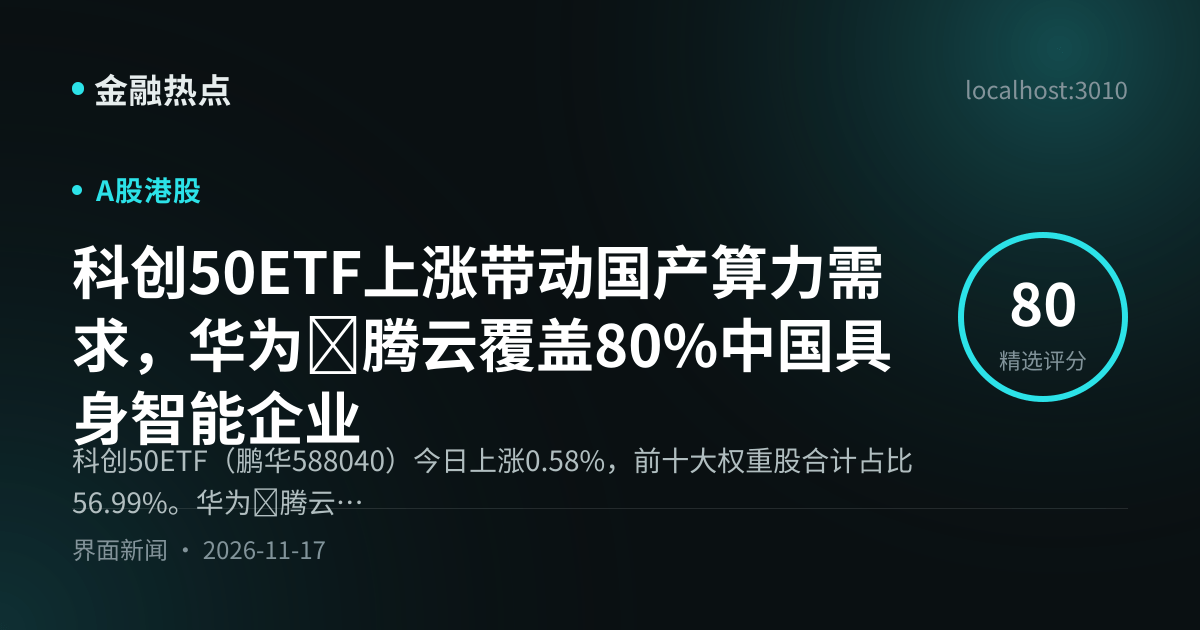 金融热点
localhost:3010
A股港股
科创50ETF上涨带动国产算力需
求，华为腾云覆盖80%中国具
身智能企业
80
精选评分
科创50ETF（鹏华588040）今日上涨0.58%，前十大权重股合计占比
56.99%。华为腾云…
界面新闻 · 2026-11-17